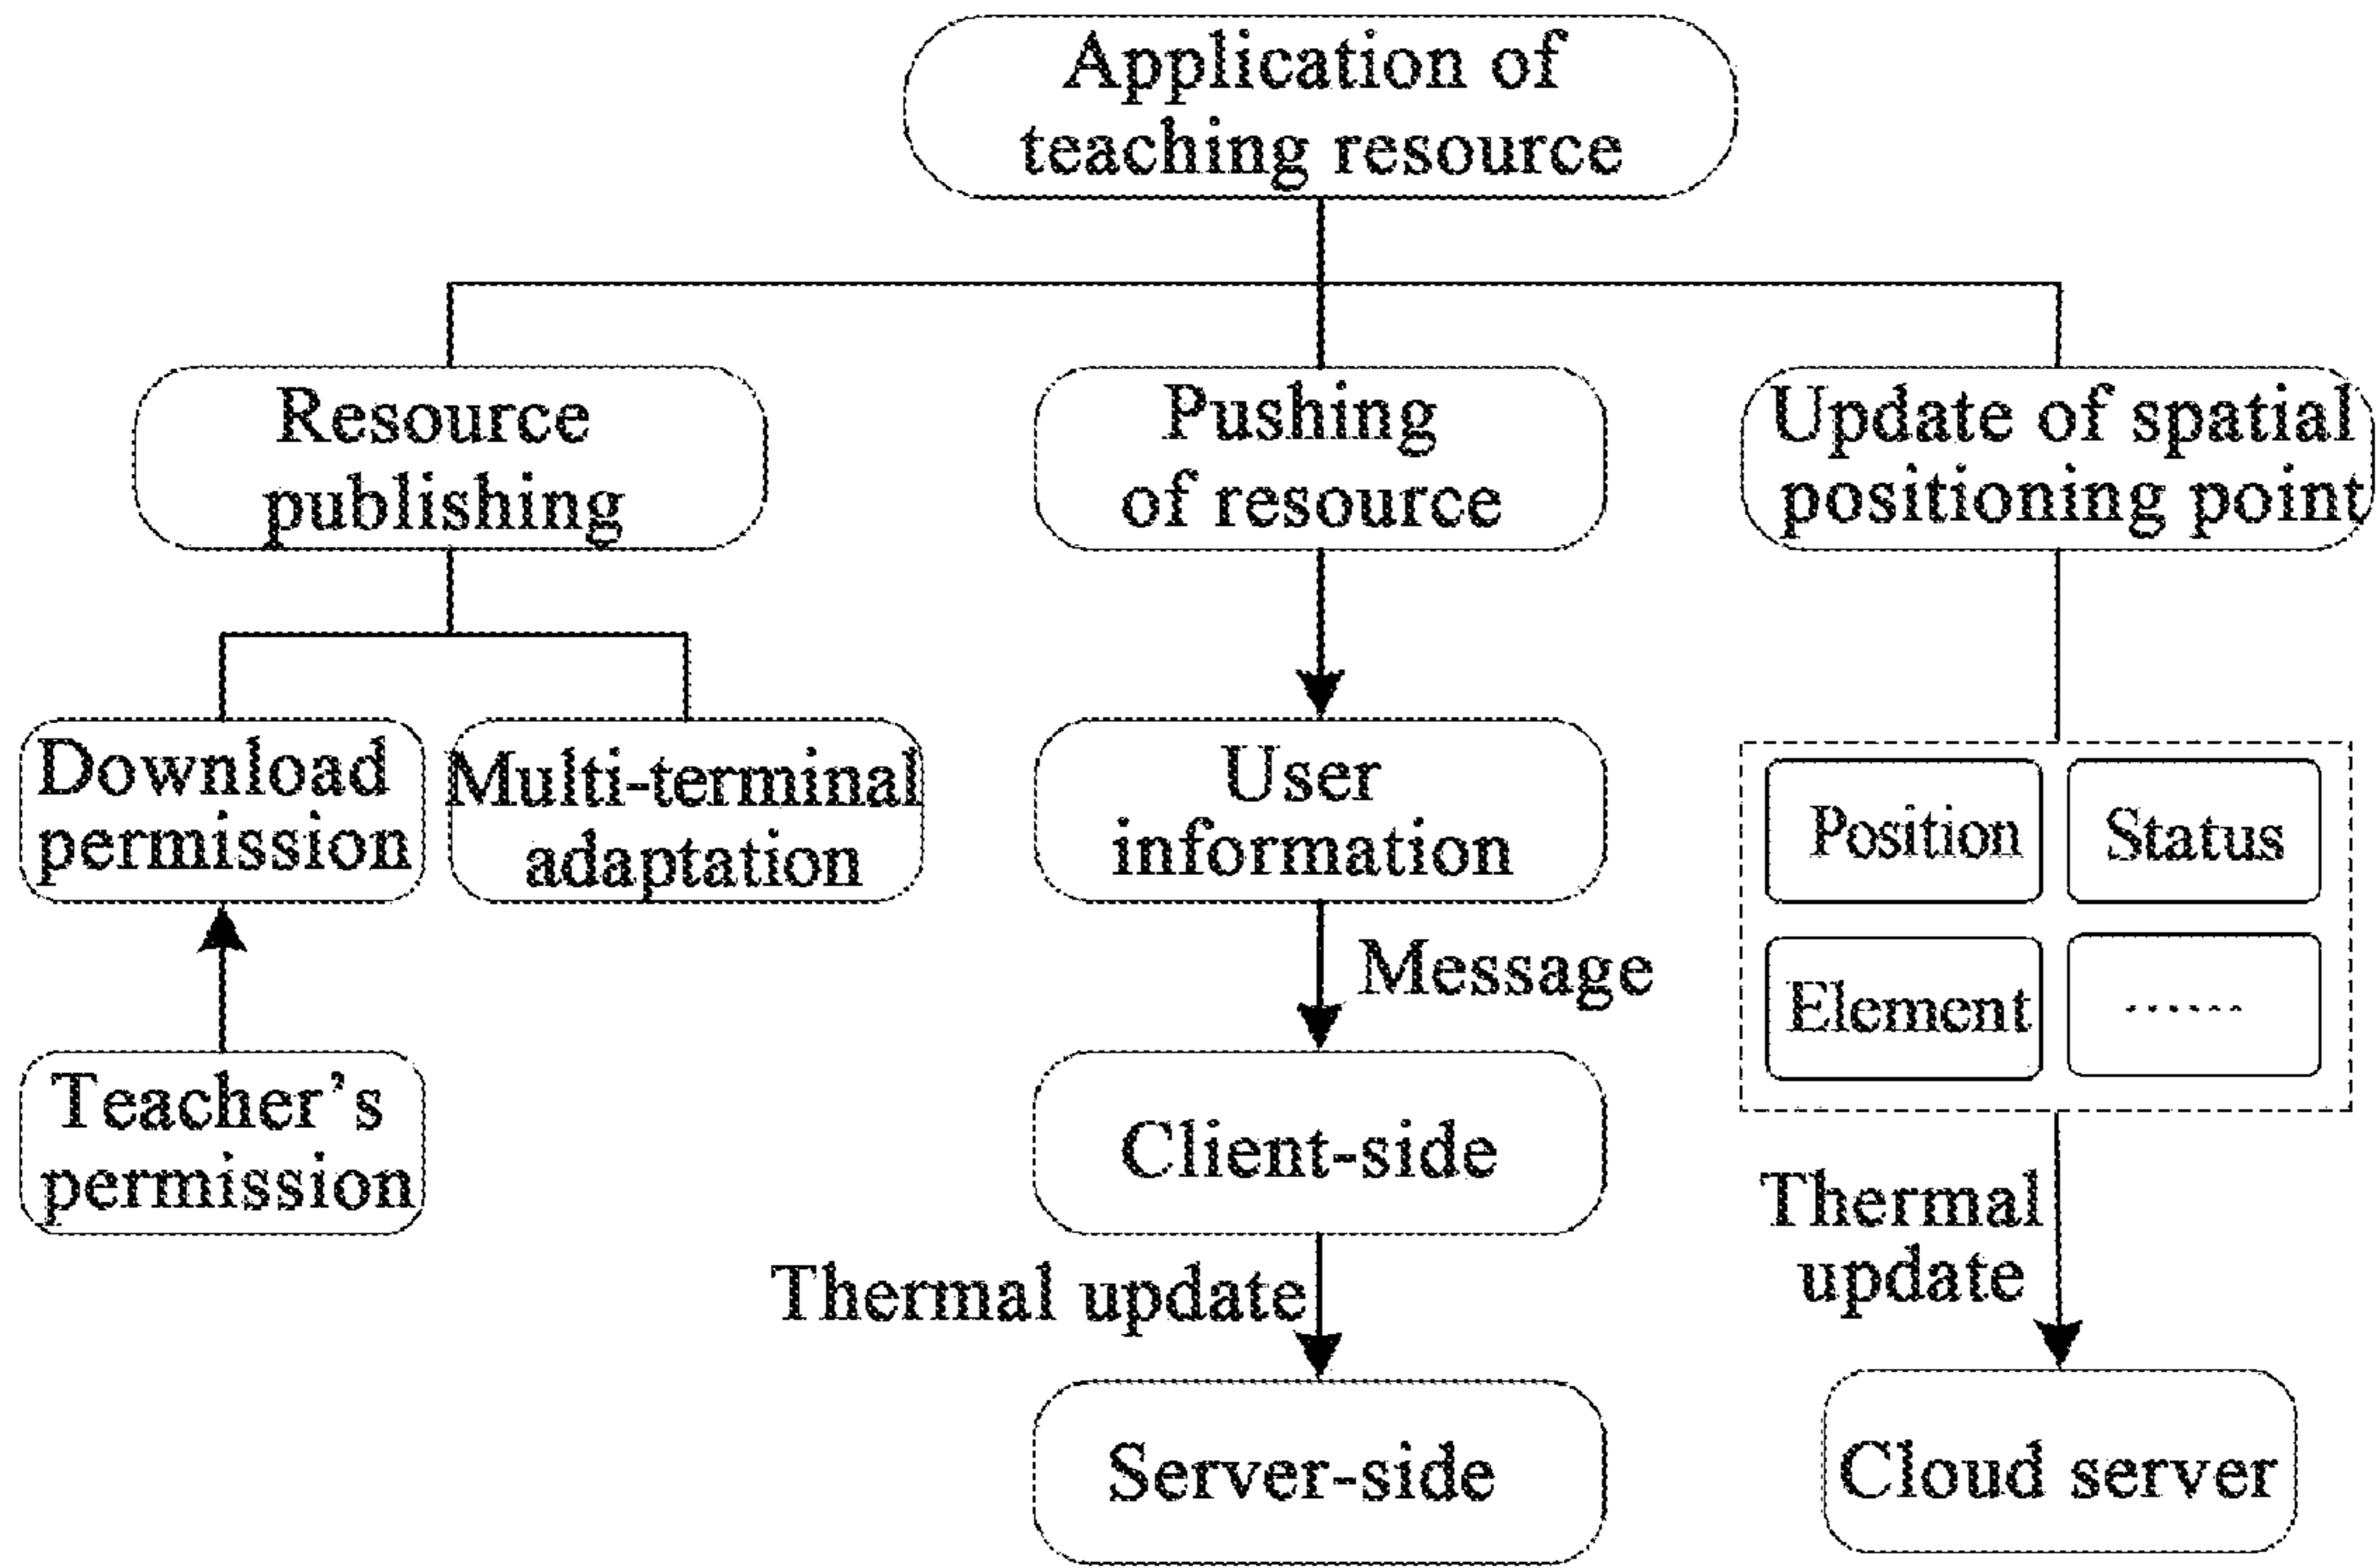 Application of
teaching resource
Resource
publishing
Pushing
of resource
Update of spatial
positioning point
Download
permission
Multi-terminal
adaptation
User
information
Position
Status
Element
......
Message
Teacher's
permission
Client-side
Thermal
update
Thermal update
Server-side
Cloud server